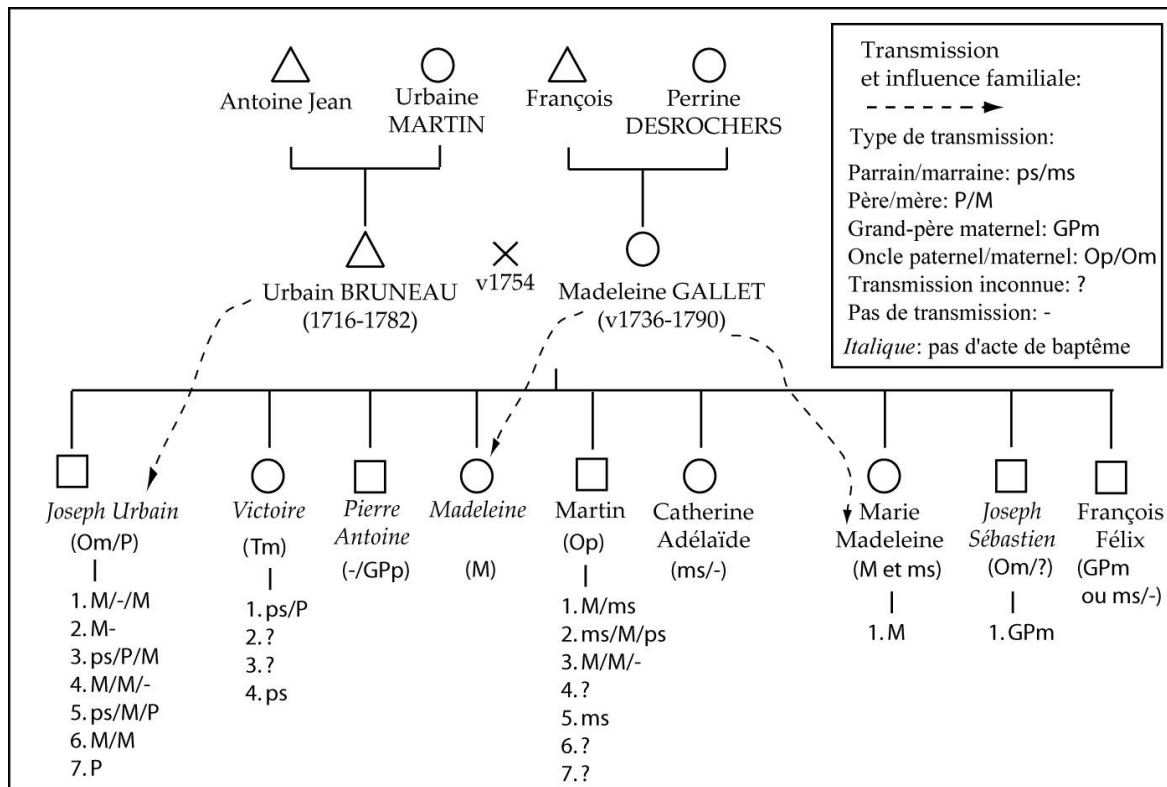 Antoine Jean
Urbaine
MARTIN
François
Perrine
DESROCHERS
Transmission
et influence familiale:
Type de transmission:
Parrain/marraine: ps/ms
Père/mère: P/M
Grand-père maternel: GPm
Oncle paternel/maternel: Op/Om
Transmission inconnue: ?
Pas de transmission: -
Italique: pas d'acte de baptême
Urbain BRUNEAU
(1716-1782)
v1754
Madeleine GALLET
(v1736-1790)
Joseph Urbain
(Om/P)
1. M/-/M
2. M-
3. ps/P/M
4. M/M/-
5. ps/M/P
6. M/M
7. P
Victoire
(Tm)
1. ps/P
2. ?
3. ?
4. ps
Pierre
Antoine
(-/GPp)
Madeleine
(M)
Martin
(Op)
1. M/ms
2. ms/M/ps
3. M/M/-
4. ?
5. ms
6. ?
7. ?
Catherine
Adélaïde
(ms/-)
Marie
Madeleine
(M et ms)
1. M
Joseph
Sébastien
(Om/?)
1. GPm
François
Félix
(GPm
ou ms/-)